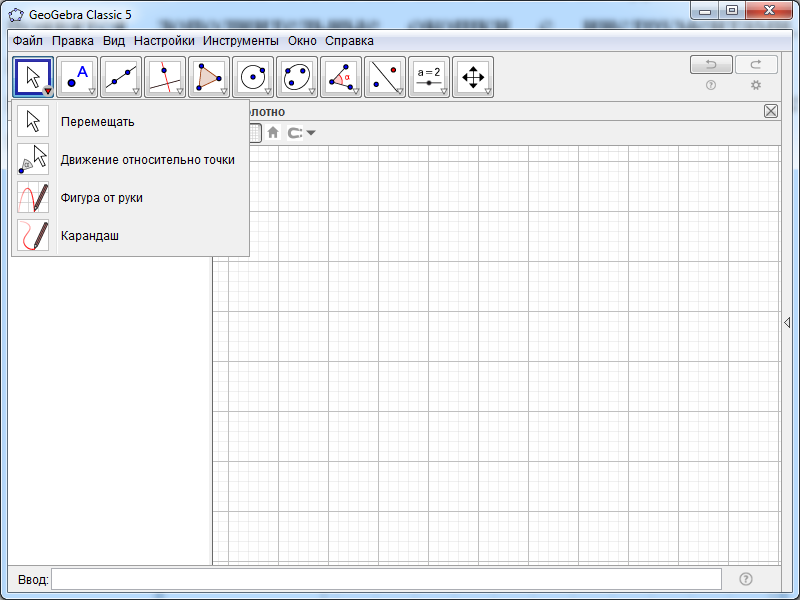 GeoGebra Classic 5
Файл Правка Вид Настройки Инструменты Окно Справка
A
α
a = 2
олотно
Перемещать
Движение относительно точки
Фигура от руки
Карандаш
Ввод: